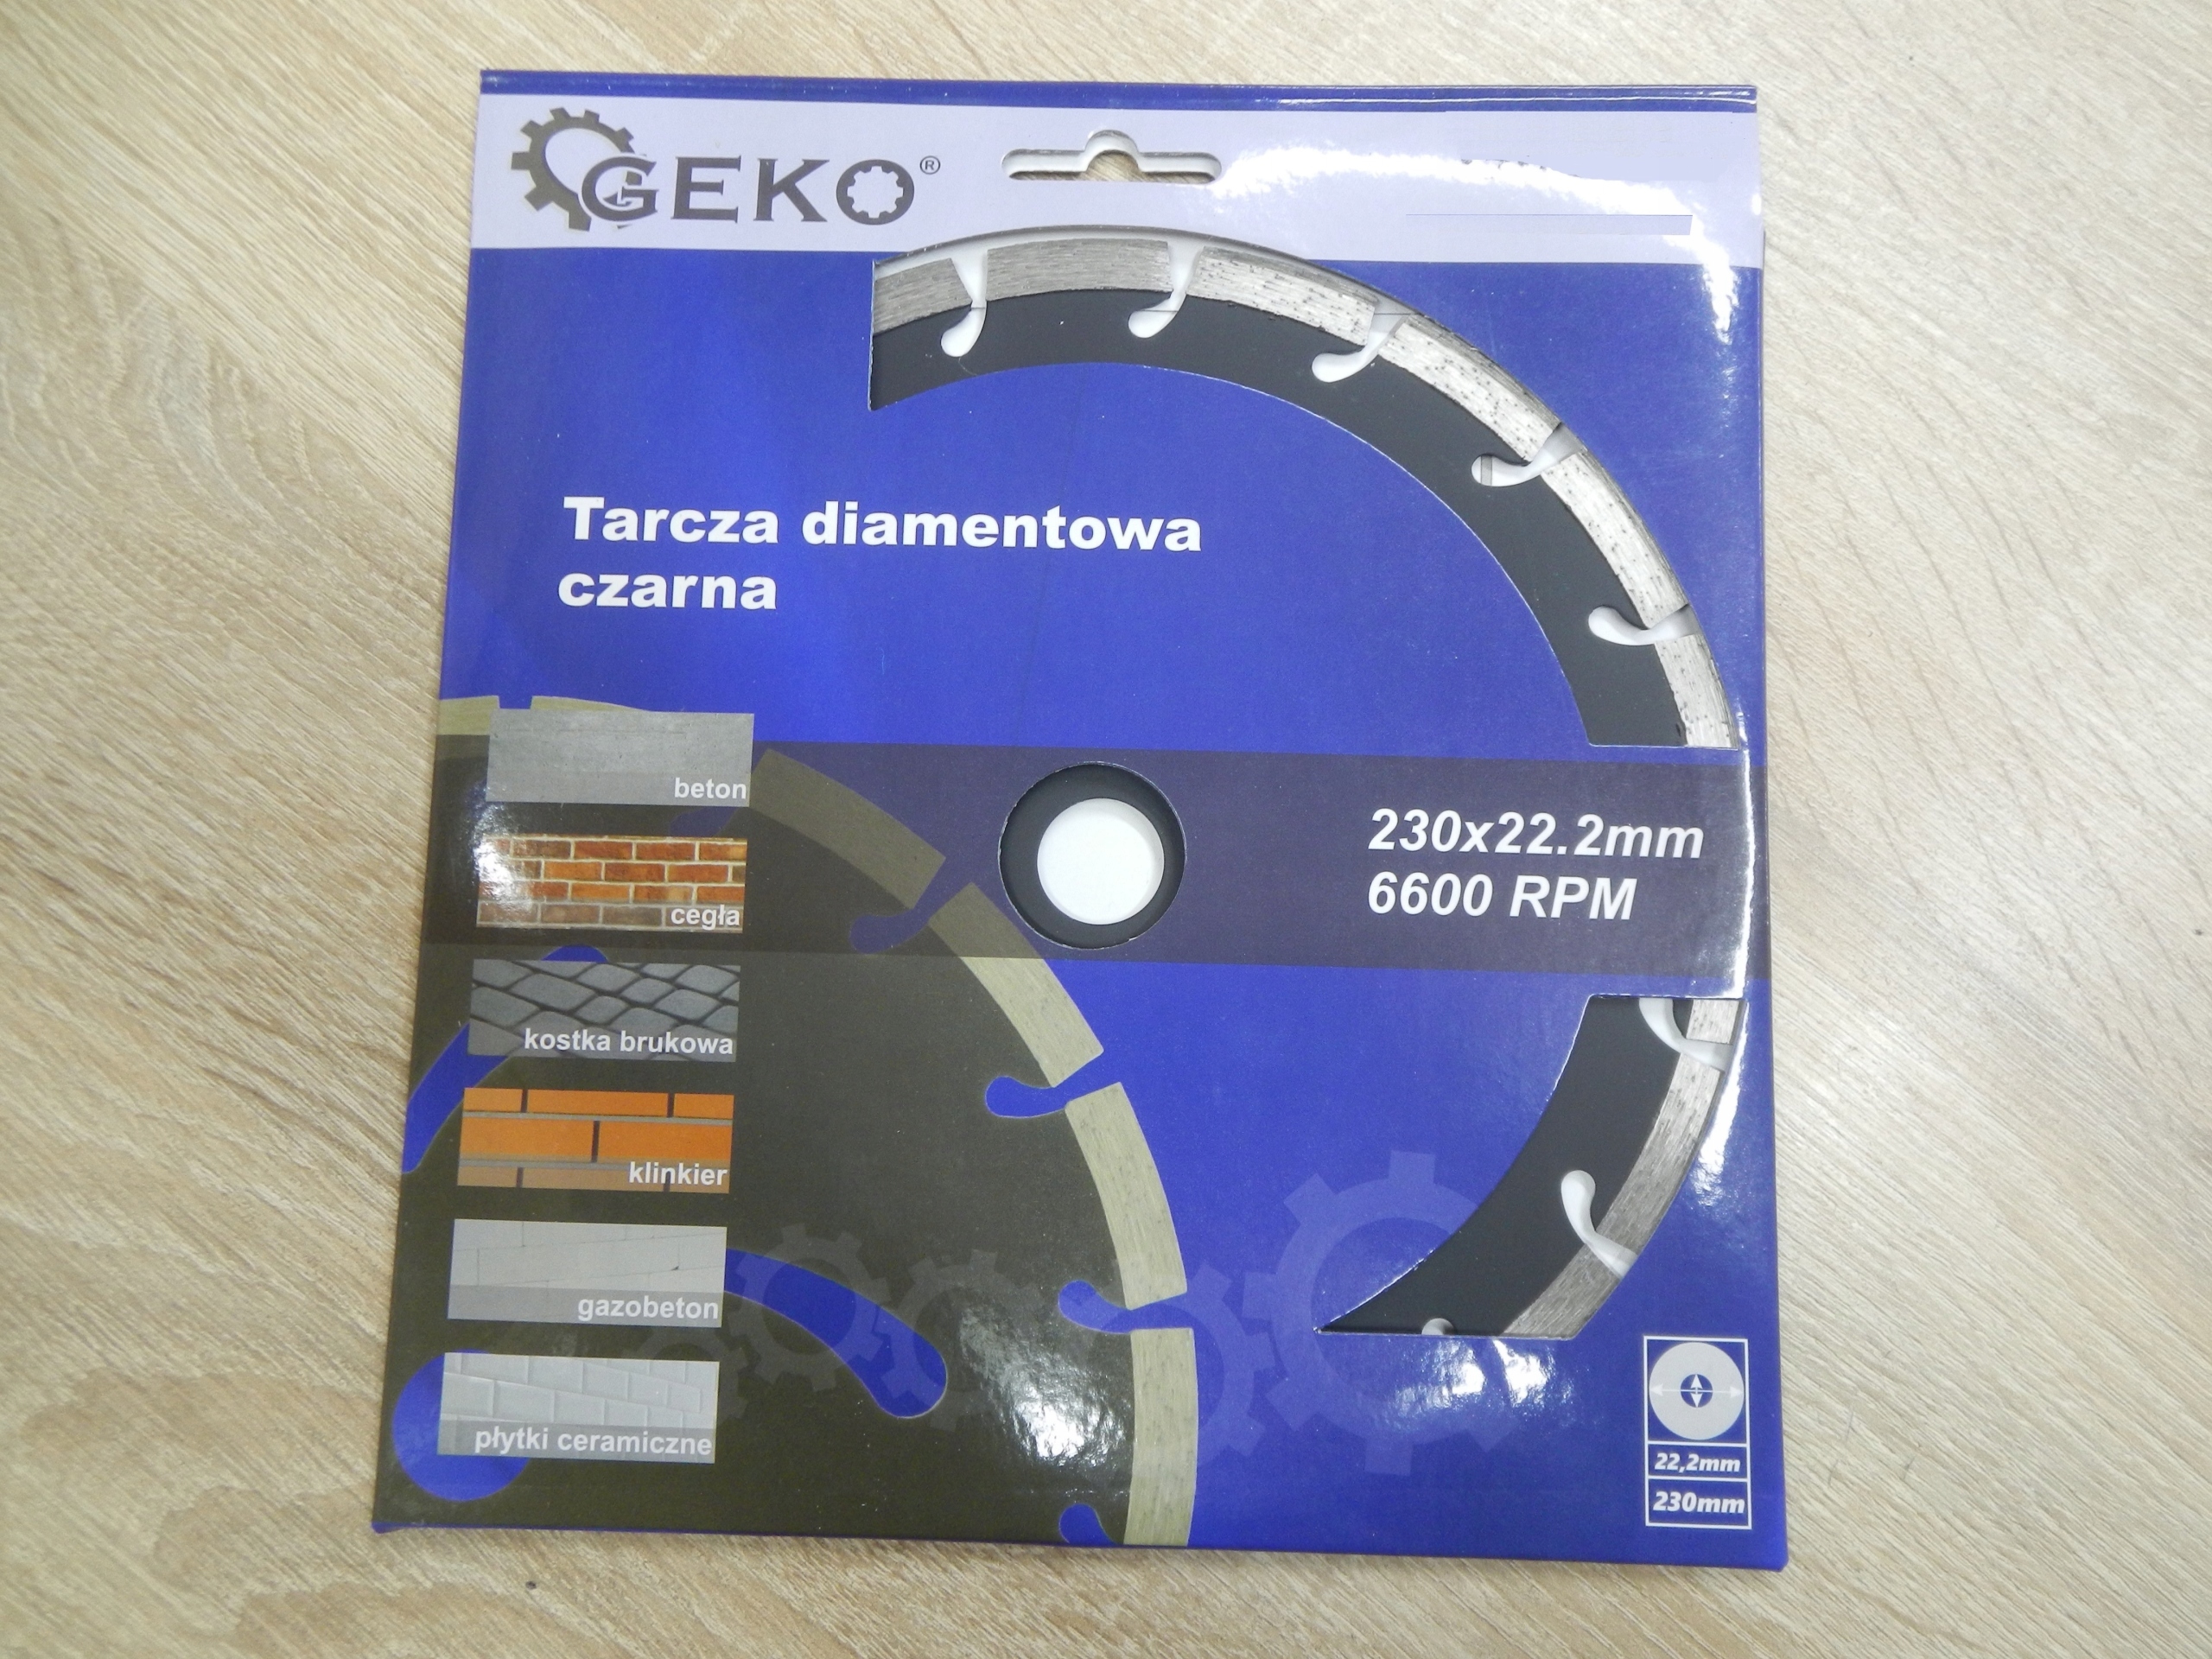 GEKO®
Tarcza diamentowa
czarna
beton
cegła
kostka brukowa
klinkier
gazobeton
płytki ceramiczne
230x22.2mm
6600 RPM
22,2mm
230mm